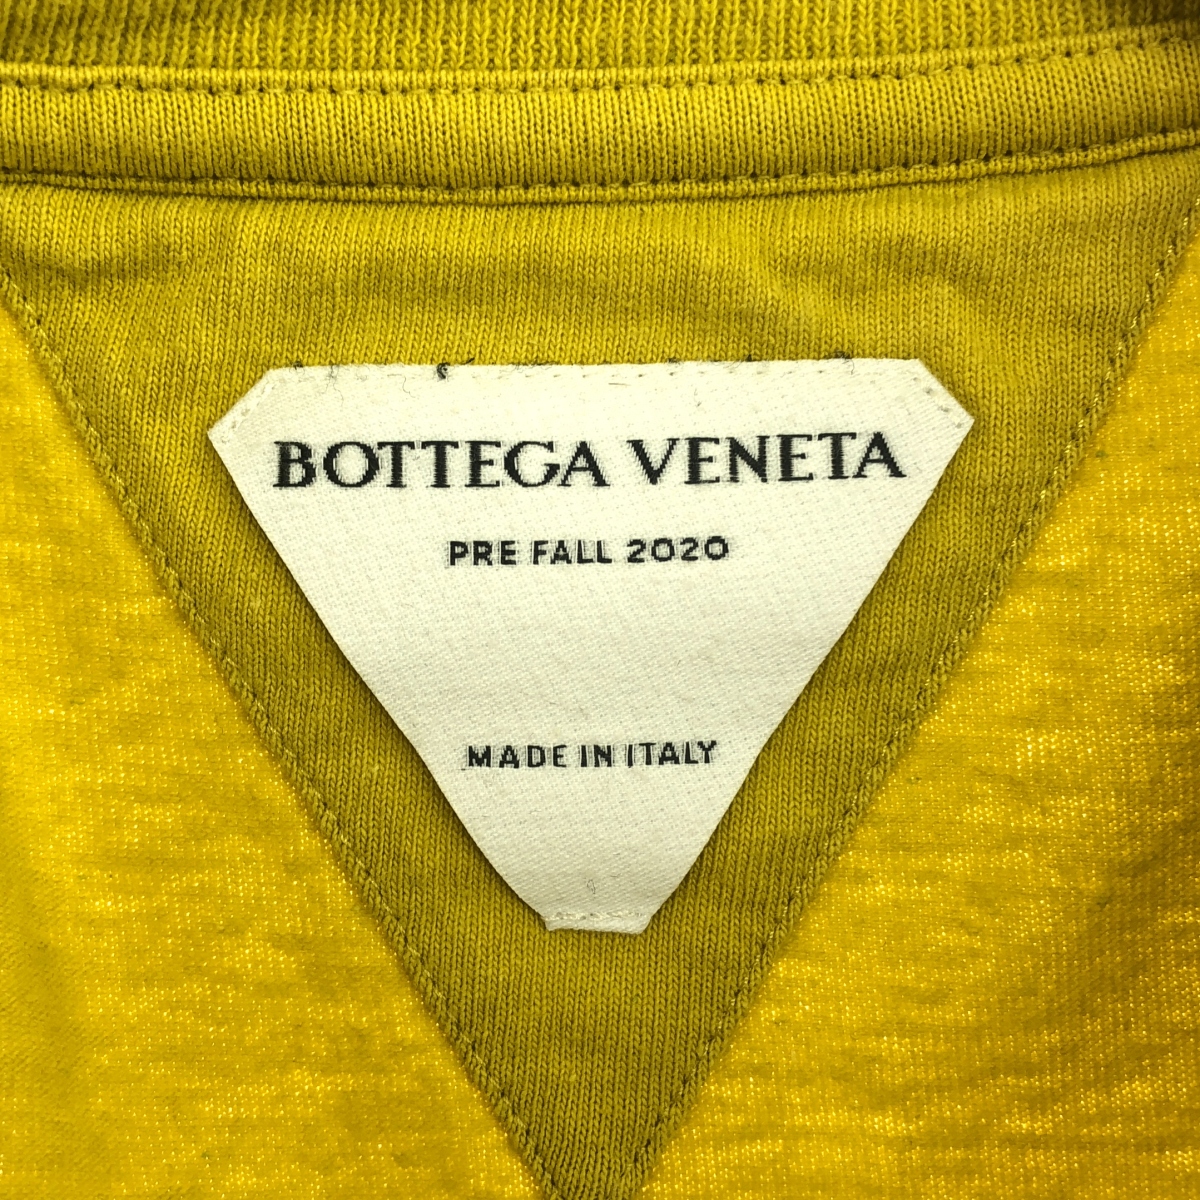 BOTTEGA VENETA
PRE FALL 2020
MADE IN ITALY